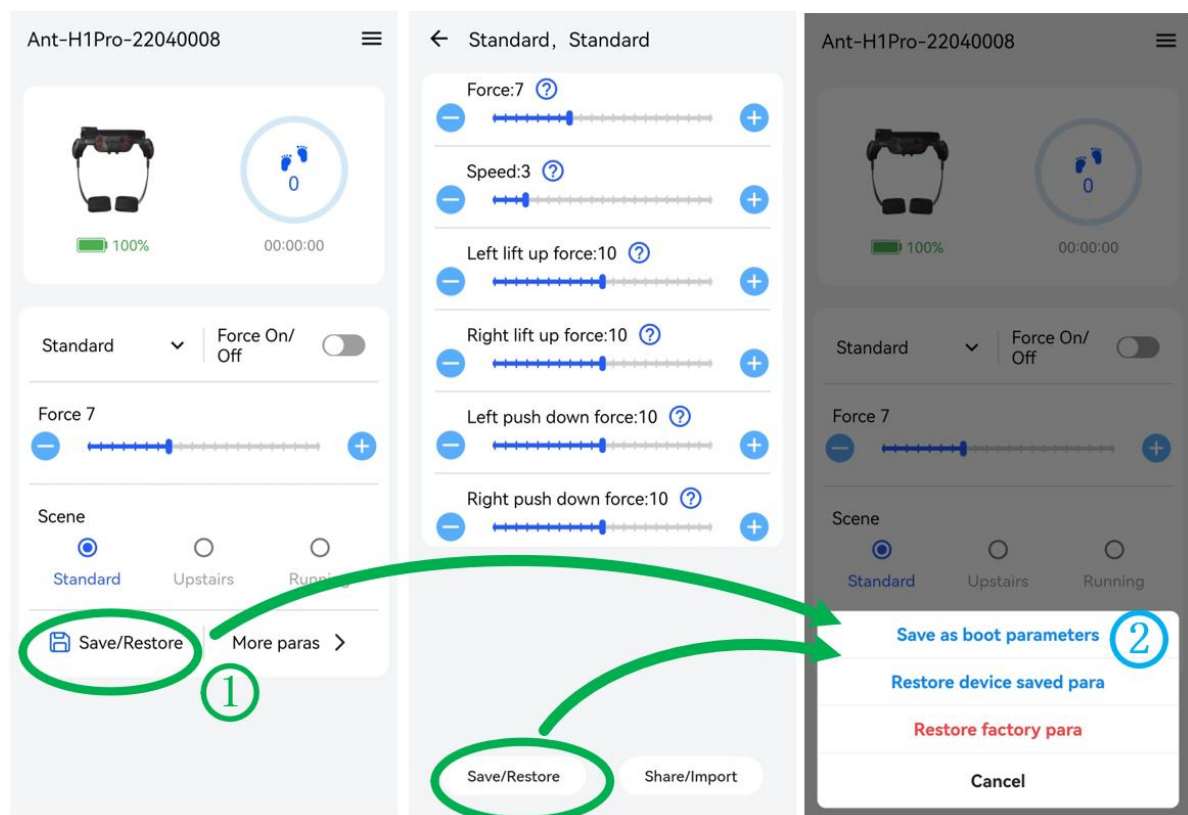 Ant-H1Pro-22040008
100%
0
00:00:00
Standard
Force On/
Off
Force 7
Scene
Standard
Upstairs
Running
Save/Restore
More paras
1
Standard, Standard
Force:7
Speed:3
Left lift up force:10
Right lift up force:10
Left push down force:10
Right push down force:10
Save/Restore
Share/Import
Ant-H1Pro-22040008
100%
0
00:00:00
Standard
Force On/
Off
Force 7
Scene
Standard
Upstairs
Running
Save as boot parameters
2
Restore device saved para
Restore factory para
Cancel